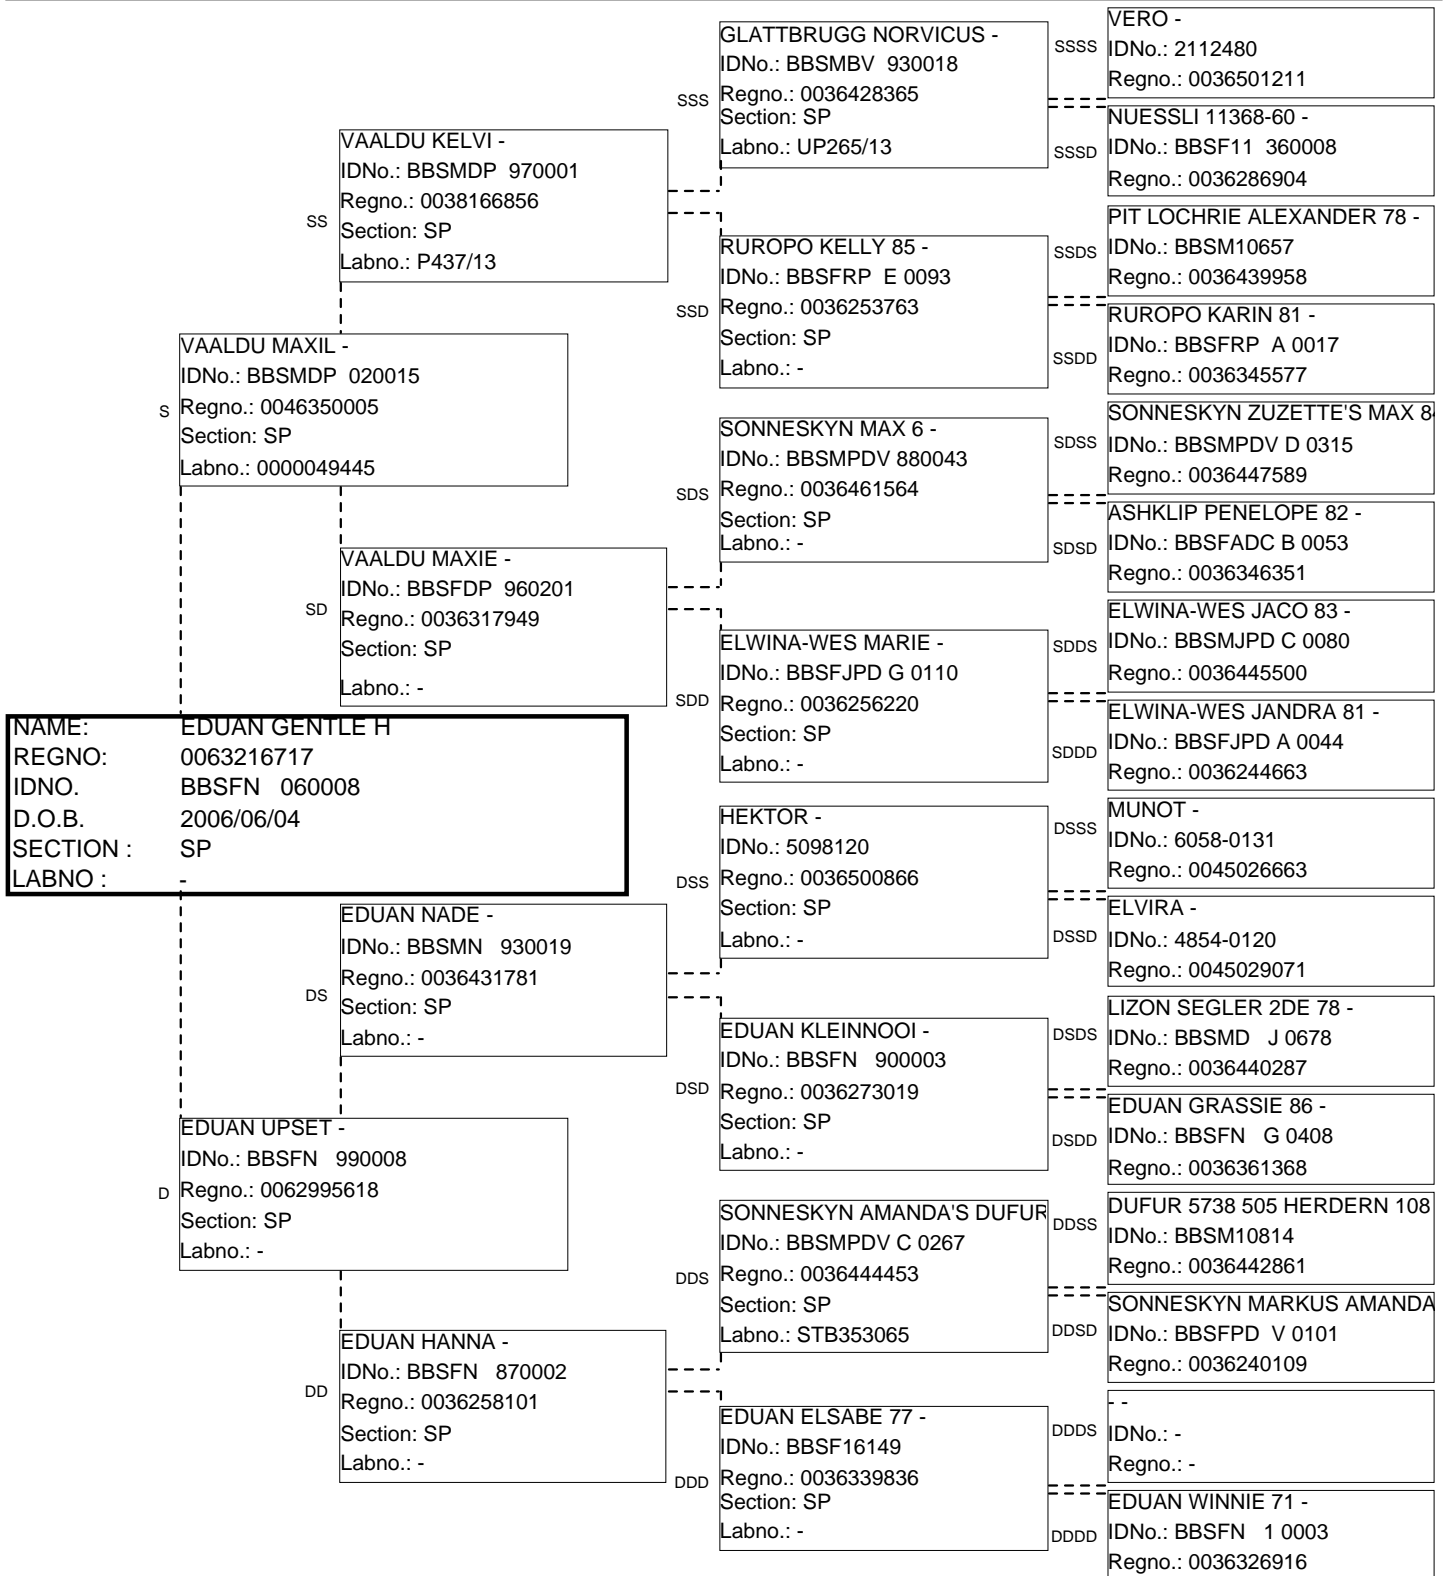 NAME: EDUAN GENTLE H
REGNO: 0063216717
IDNO. BBSFN 060008
D.O.B. 2006/06/04
SECTION : SP
LABNO : -
S
VAALDU MAXIL -
IDNo.: BBSMDP 020015
Regno.: 0046350005
Section: SP
Labno.: 0000049445
D
EDUAN UPSET -
IDNo.: BBSFN 990008
Regno.: 0062995618
Section: SP
Labno.: -
SS
VAALDU KELVI -
IDNo.: BBSMDP 970001
Regno.: 0038166856
Section: SP
Labno.: P437/13
SD
VAALDU MAXIE -
IDNo.: BBSFDP 960201
Regno.: 0036317949
Section: SP
Labno.: -
DS
EDUAN NADE -
IDNo.: BBSMN 930019
Regno.: 0036431781
Section: SP
Labno.: -
DD
EDUAN HANNA -
IDNo.: BBSFN 870002
Regno.: 0036258101
Section: SP
Labno.: -
SSS
GLATTBRUGG NORVICUS -
IDNo.: BBSMBV 930018
Regno.: 0036428365
Section: SP
Labno.: UP265/13
SSD
RUROPO KELLY 85 -
IDNo.: BBSFRP E 0093
Regno.: 0036253763
Section: SP
Labno.: -
SDS
SONNESKYN MAX 6 -
IDNo.: BBSMPDV 880043
Regno.: 0036461564
Section: SP
Labno.: -
SDD
ELWINA-WES MARIE -
IDNo.: BBSFJPD G 0110
Regno.: 0036256220
Section: SP
Labno.: -
DSS
HEKTOR -
IDNo.: 5098120
Regno.: 0036500866
Section: SP
Labno.: -
DSD
EDUAN KLEINNOOI -
IDNo.: BBSFN 900003
Regno.: 0036273019
Section: SP
Labno.: -
DDS
SONNESKYN AMANDA'S DUFUR
IDNo.: BBSMPDV C 0267
Regno.: 0036444453
Section: SP
Labno.: STB353065
DDD
EDUAN ELSABE 77 -
IDNo.: BBSF16149
Regno.: 0036339836
Section: SP
Labno.: -
SSSS
VERO -
IDNo.: 2112480
Regno.: 0036501211
SSSD
NUESSLI 11368-60 -
IDNo.: BBSF11 360008
Regno.: 0036286904
SSDS
PIT LOCHRIE ALEXANDER 78 -
IDNo.: BBSM10657
Regno.: 0036439958
SSDD
RUROPO KARIN 81 -
IDNo.: BBSFRP A 0017
Regno.: 0036345577
SDSS
SONNESKYN ZUZETTE'S MAX 84
IDNo.: BBSMPDV D 0315
Regno.: 0036447589
SDSD
ASHKLIP PENELOPE 82 -
IDNo.: BBSFADC B 0053
Regno.: 0036346351
SDDS
ELWINA-WES JACO 83 -
IDNo.: BBSMJPD C 0080
Regno.: 0036445500
SDDD
ELWINA-WES JANDRA 81 -
IDNo.: BBSFJPD A 0044
Regno.: 0036244663
DSSS
MUNOT -
IDNo.: 6058-0131
Regno.: 0045026663
DSSD
ELVIRA -
IDNo.: 4854-0120
Regno.: 0045029071
DSDS
LIZON SEGLER 2DE 78 -
IDNo.: BBSMD J 0678
Regno.: 0036440287
DSDD
EDUAN GRASSIE 86 -
IDNo.: BBSFN G 0408
Regno.: 0036361368
DDSS
DUFUR 5738 505 HERDERN 108
IDNo.: BBSM10814
Regno.: 0036442861
DDSD
SONNESKYN MARKUS AMANDA
IDNo.: BBSFPD V 0101
Regno.: 0036240109
DDDS
- -
IDNo.: -
Regno.: -
DDDD
EDUAN WINNIE 71 -
IDNo.: BBSFN 1 0003
Regno.: 0036326916